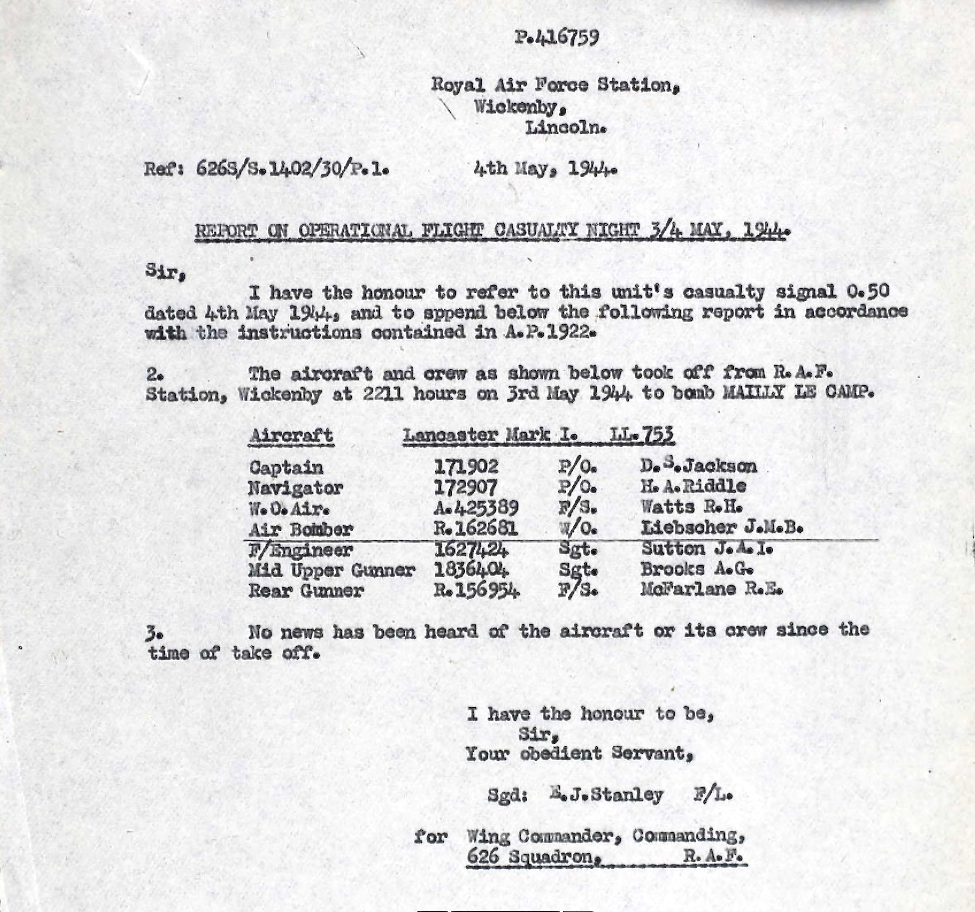 P.416759
Royal Air Force Station,
Wickenby,
Lincoln.
Ref: 626S/S.1402/30/P.1. 4th May, 1944.
REPORT ON OPERATIONAL FLIGHT CASUALTY NIGHT 3/4 MAY, 1944.
Sir,
I have the honour to refer to this unit's casualty signal 0.50
dated 4th May 1944, and to sppend below the following report in accordance
with the instructions contained in A.P.1922.
2. The aircraft and crew as shown below took off from R.A.F.
Station, Wickenby at 2211 hours on 3rd May 1944 to bomb MAILLY LE CAMP.
Aircraft Lancaster Mark I. LL.753
Captain 171902 P/O. D.S.Jackson
Navigator 172907 P/O. H.A.Riddle
W.O.Air. A.425389 F/S. Watts R.H.
Air Bomber R.162681 W/O. Liebscher J.M.B.
F/Engineer 1627424 Sgt. Sutton J.A.I.
Mid Upper Gunner 1836404 Sgt. Brooks A.G.
Rear Gunner R.156954 F/S. McFarlane R.E.
3. No news has been heard of the aircraft or its crew since the
time of take off.
I have the honour to be,
Sir,
Your obedient Servant,
Sgd: E.J.Stanley F/L.
for Wing Commander, Commanding,
626 Squadron, R.A.F.